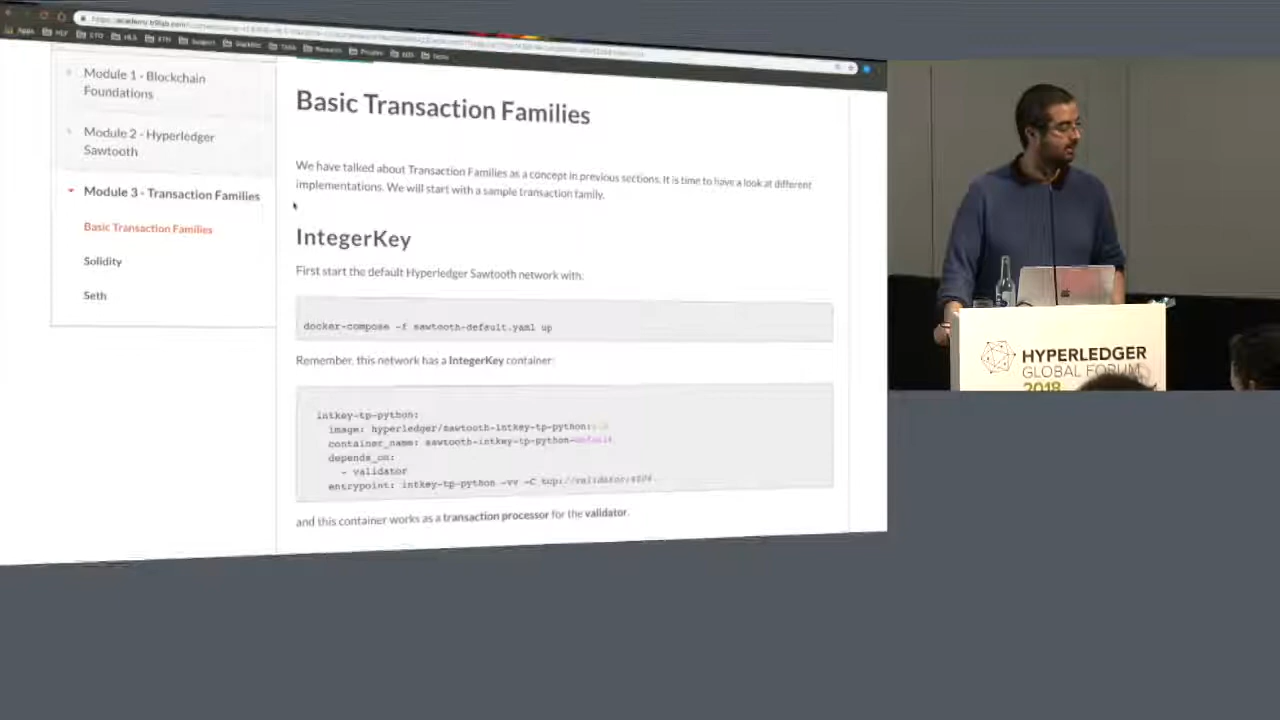 Apps
Module 1 - Blockchain
Foundations
Module 2 - Hyperledger
Sawtooth
Module 3 - Transaction Families
Basic Transaction Families
Solidity
Seth
Basic Transaction Families
We have talked about Transaction Families as a concept in previous sections. It is time to have a look at different
implementations. We will start with a sample transaction family.
IntegerKey
First start the default Hyperledger Sawtooth network with:
docker-compose -f sawtooth-default.yaml up
Remember, this network has a IntegerKey container:
intkey-tp-python:
image: hyperledger/sawtooth-intkey-tp-python:
container_name: sawtooth-intkey-tp-python-default
depends_on:
- validator
entrypoint: intkey-tp-python -vv -C tcp://validator:4004
and this container works as a transaction processor for the validator.
HYPERLEDGER
GLOBAL FORUM
2018